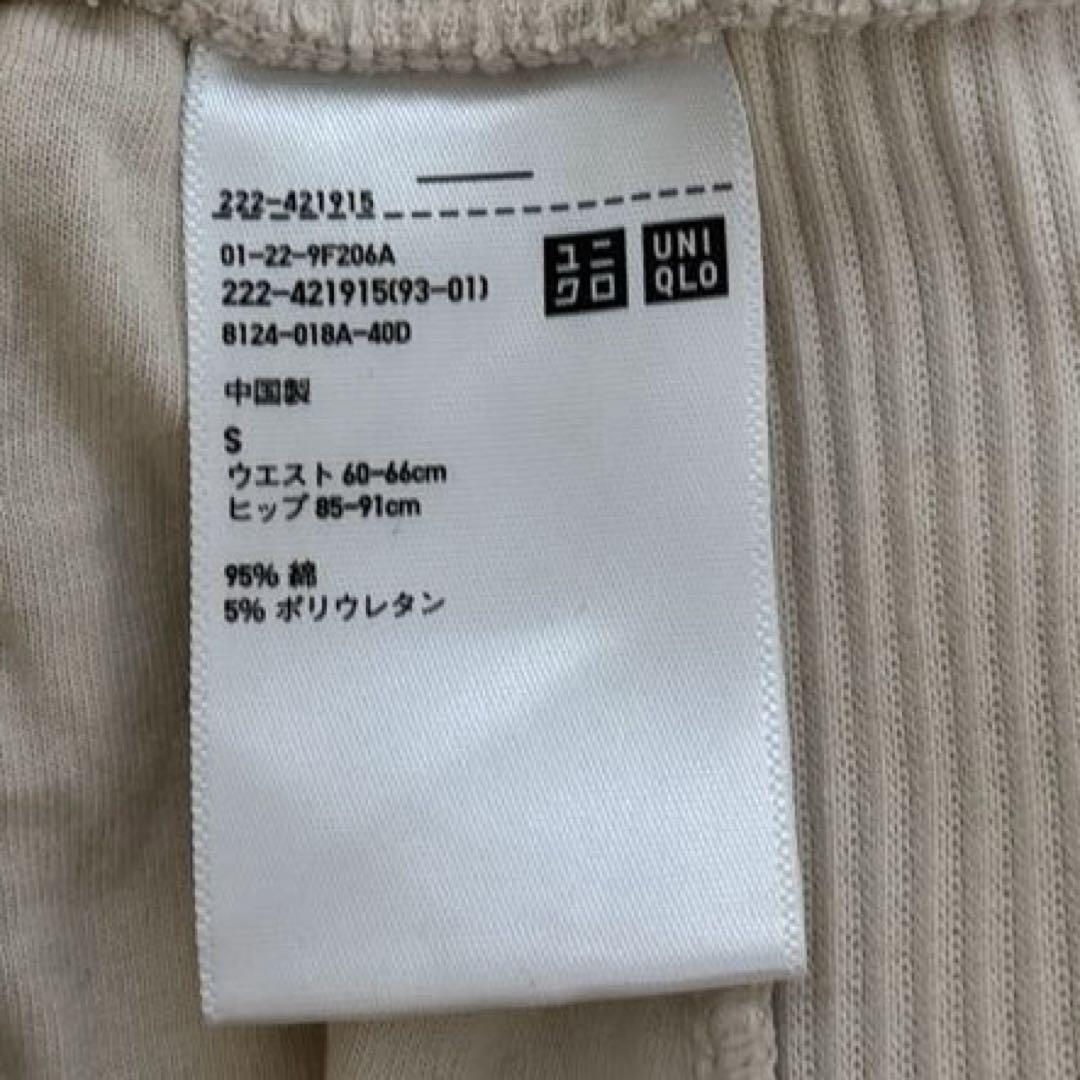 222-421915
01-22-9F206A
222-421915(93-01)
8124-018A-40D
ユニクロ
UNIQLO
中国製
S
ウエスト 60-66cm
ヒップ 85-91cm
95% 綿
5% ポリウレタン